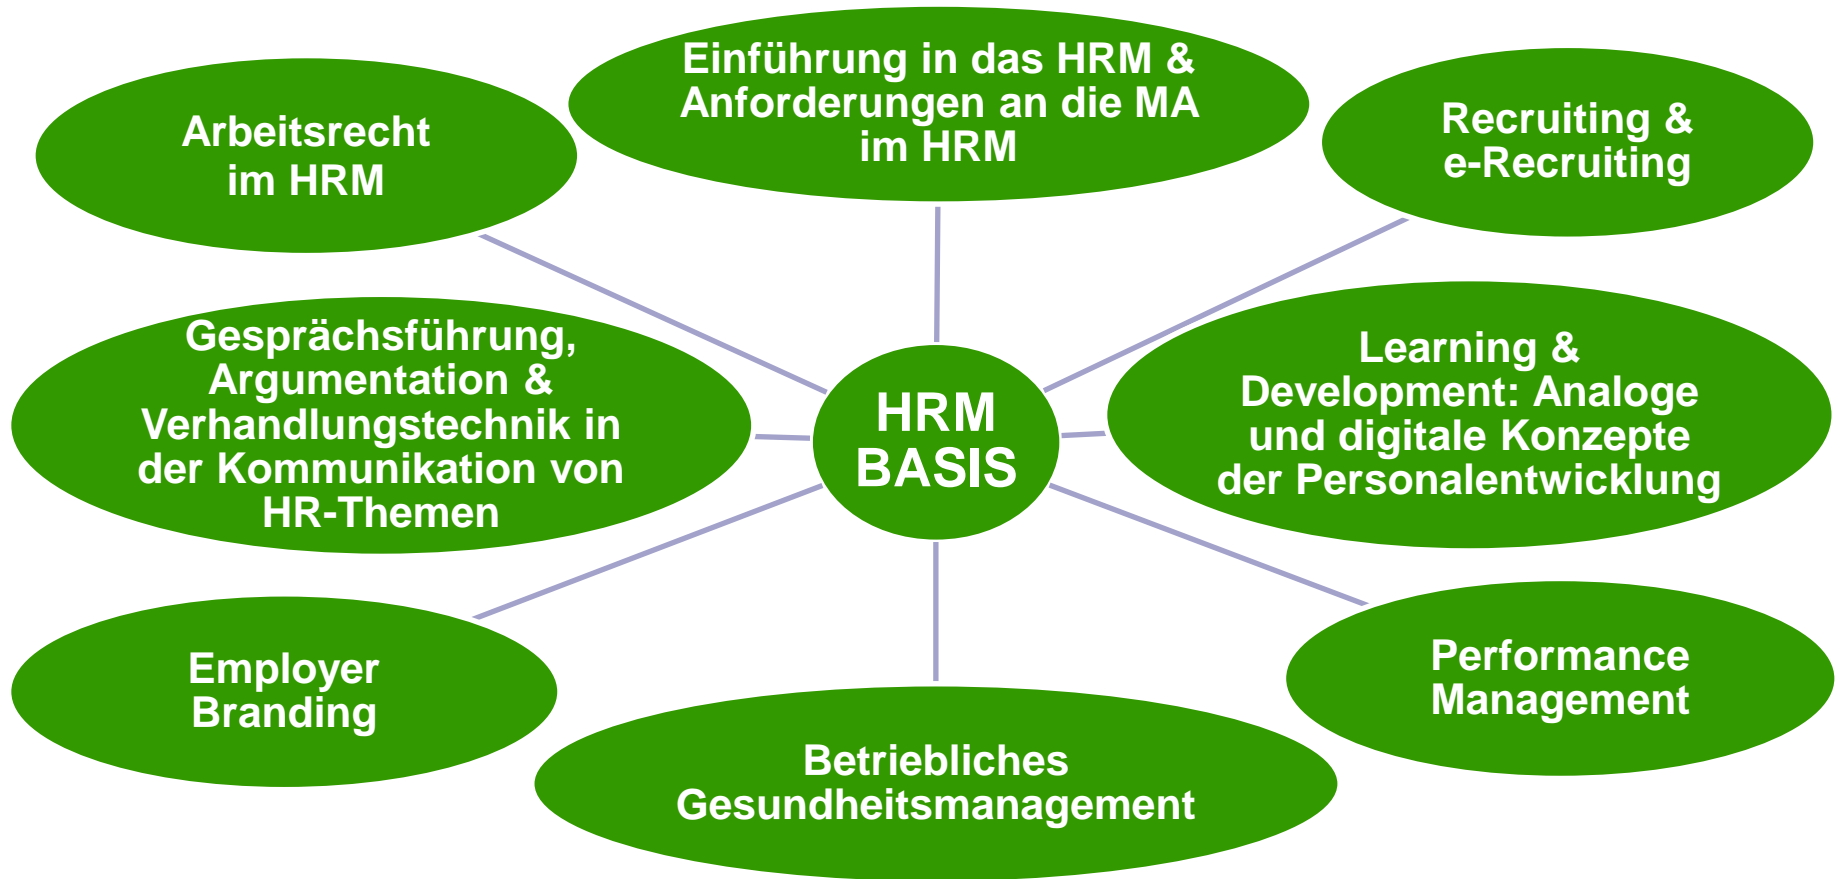 Einführung in das HRM &
Anforderungen an die MA
im HRM
Arbeitsrecht
im HRM
Recruiting &
e-Recruiting
Gesprächsführung,
Argumentation &
Verhandlungstechnik in
der Kommunikation von
HR-Themen
HRM
BASIS
Learning &
Development: Analoge
und digitale Konzepte
der Personalentwicklung
Employer
Branding
Performance
Management
Betriebliches
Gesundheitsmanagement